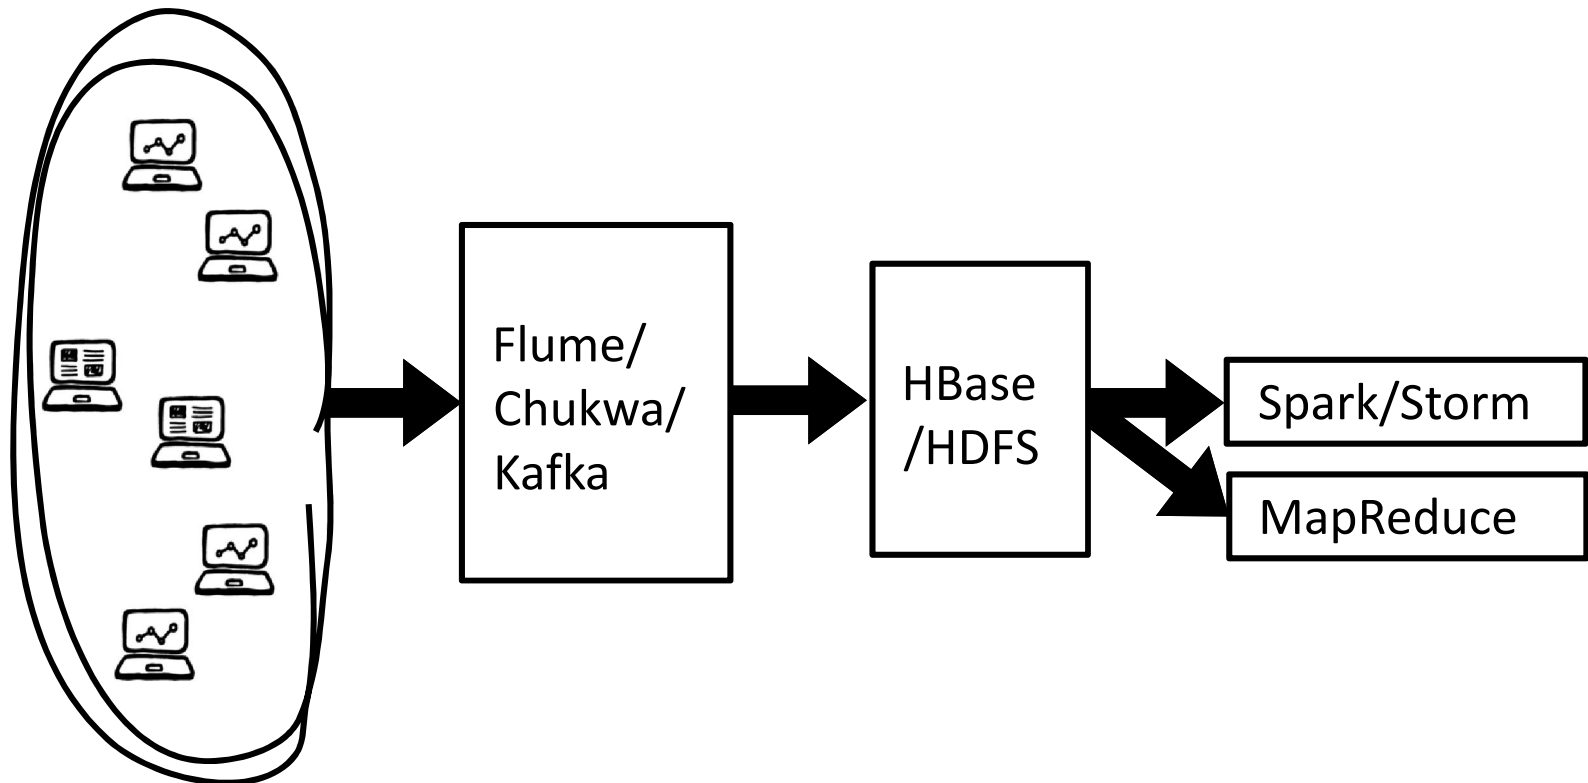 Flume/
Chukwa/
Kafka
HBase
/HDFS
Spark/Storm
MapReduce